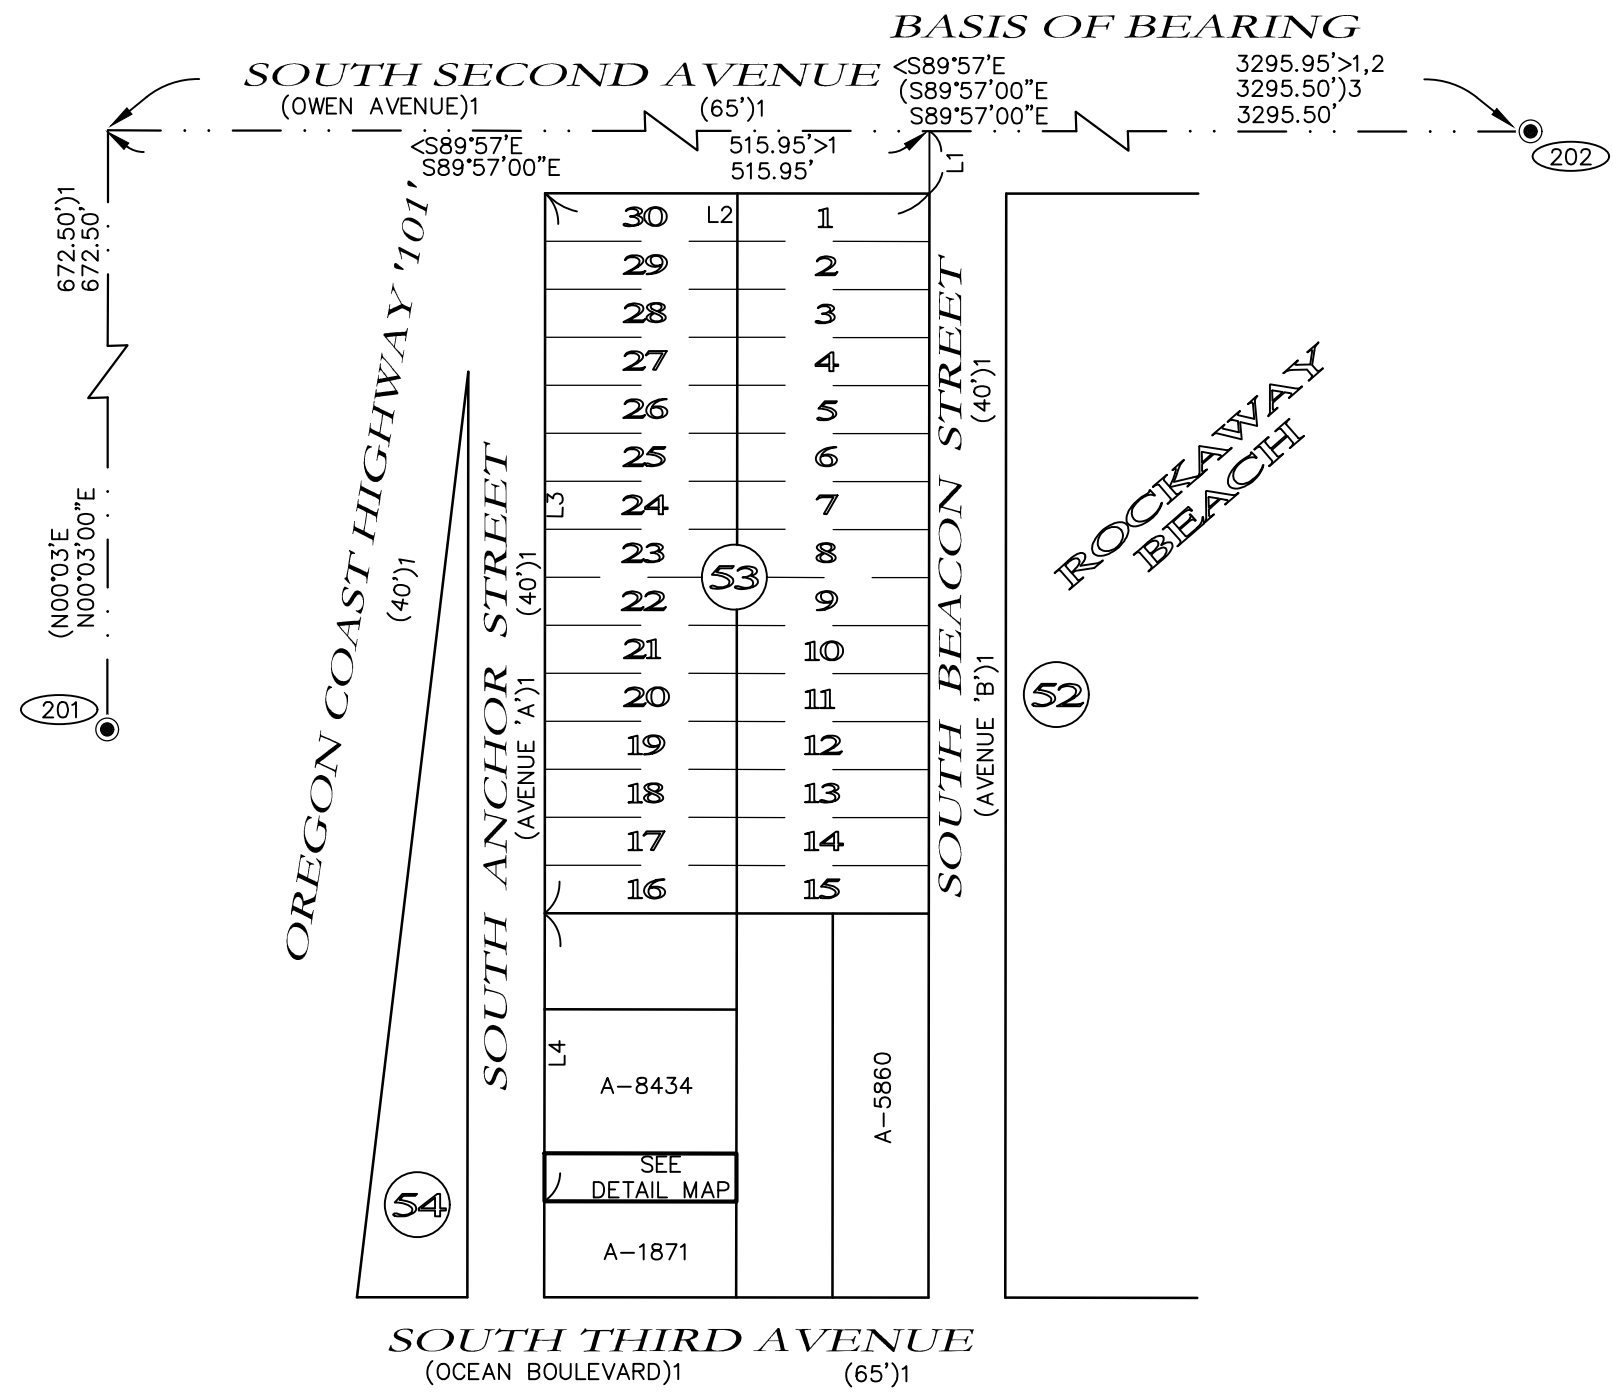 BASIS OF BEARING
SOUTH SECOND AVENUE
(OWEN AVENUE)1
(65')1
<S89°57'E 3295.95'>1,2
(S89°57'00"E 3295.50')3
S89°57'00"E 3295.50'
<S89°57'E 515.95'>1
S89°57'00"E 515.95'
L1
202
672.50')1
672.50'
(N00°03'E
N00°03'00"E
201
OREGON COAST HIGHWAY '101'
(40')1
SOUTH ANCHOR STREET
(AVENUE 'A')1
(40')1
30 L2 1
29 2
28 3
27 4
26 5
25 6
L3
24 7
23 8
53
22 9
21 10
20 11
19 12
18 13
17 14
16 15
SOUTH BEACON STREET
(AVENUE 'B')1
(40')1
ROCKAWAY
BEACH
52
L4
A-8434
A-5860
SEE
DETAIL MAP
54
A-1871
SOUTH THIRD AVENUE
(OCEAN BOULEVARD)1
(65')1